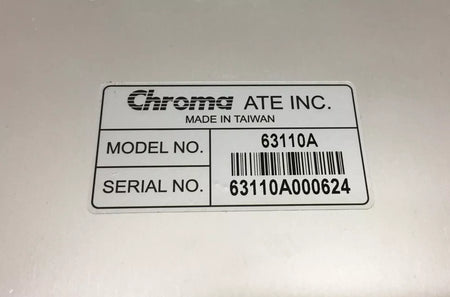 Chroma ATE INC.
MADE IN TAIWAN
MODEL NO. 63110A
SERIAL NO. 63110A000624